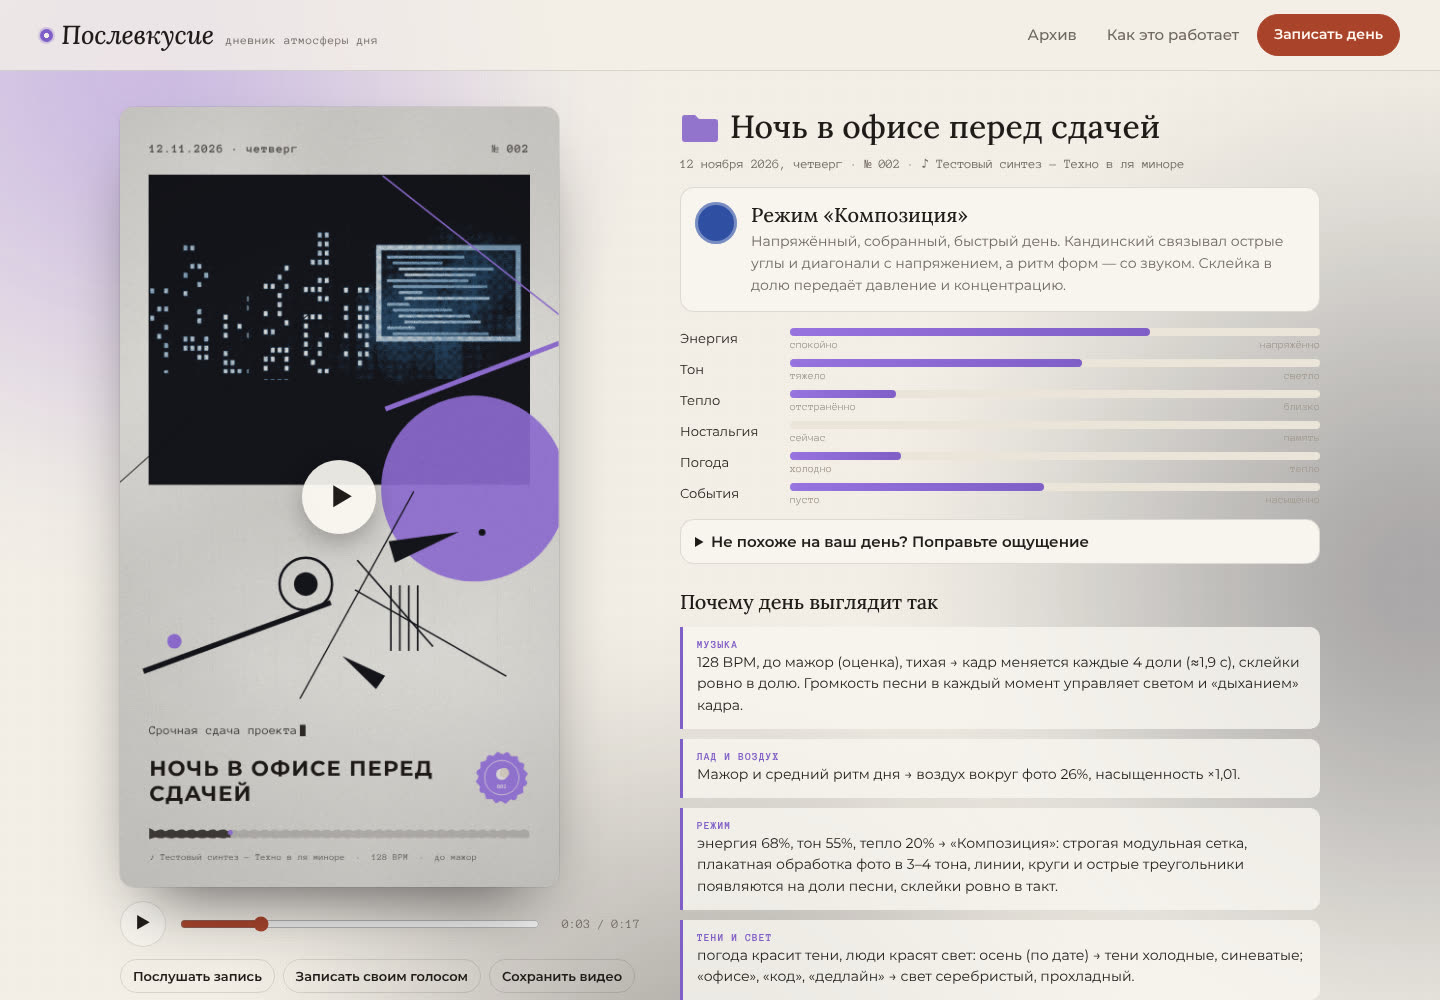 Послевкусие дневник атмосферы дня
Архив
Как это работает
Записать день
12.11.2026 · четверг
№ 002
Срочная сдача проекта
НОЧЬ В ОФИСЕ ПЕРЕД
СДАЧЕЙ
♪ Тестовый синтез — Техно в ля миноре · 128 BPM · до мажор
0:03 / 0:17
Послушать запись
Записать своим голосом
Сохранить видео
Ночь в офисе перед сдачей
12 ноября 2026, четверг · № 002 · ♪ Тестовый синтез — Техно в ля миноре
Режим «Композиция»
Напряжённый, собранный, быстрый день. Кандинский связывал острые
углы и диагонали с напряжением, а ритм форм — со звуком. Склейка в
долю передаёт давление и концентрацию.
Энергия
спокойно
напряжённо
Тон
тяжело
светло
Тепло
отстранённо
близко
Ностальгия
сейчас
память
Погода
холодно
тепло
События
пусто
насыщенно
Не похоже на ваш день? Поправьте ощущение
Почему день выглядит так
МУЗЫКА
128 BPM, до мажор (оценка), тихая → кадр меняется каждые 4 доли (≈1,9 с), склейки
ровно в долю. Громкость песни в каждый момент управляет светом и «дыханием»
кадра.
ЛАД И ВОЗДУХ
Мажор и средний ритм дня → воздух вокруг фото 26%, насыщенность ×1,01.
РЕЖИМ
энергия 68%, тон 55%, тепло 20% → «Композиция»: строгая модульная сетка,
плакатная обработка фото в 3–4 тона, линии, круги и острые треугольники
появляются на доли песни, склейки ровно в такт.
ТЕНИ И СВЕТ
погода красит тени, люди красят свет: осень (по дате) → тени холодные, синеватые;
«офисе», «код», «дедлайн» → свет серебристый, прохладный.